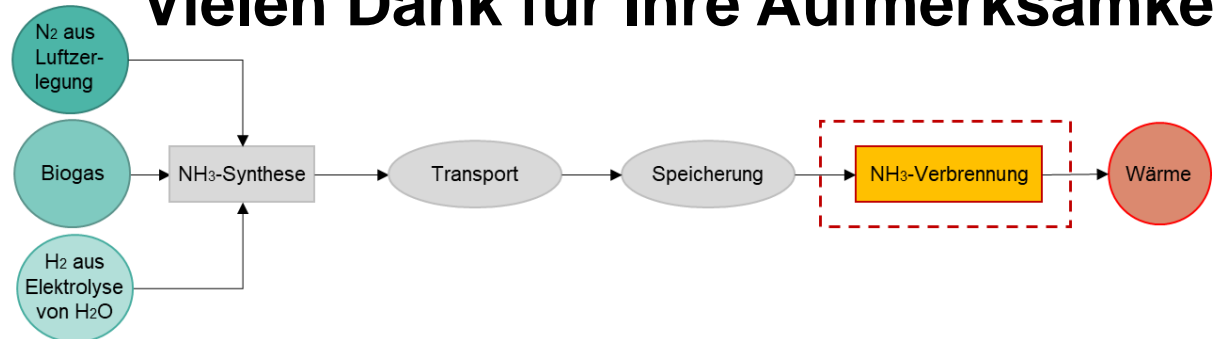 Vielen Dank für Ihre Aufmerksamke
N₂ aus
Luftzer-
legung
Biogas
H₂ aus
Elektrolyse
von H₂O
NH₃-Synthese
Transport
Speicherung
NH₃-Verbrennung
Wärme